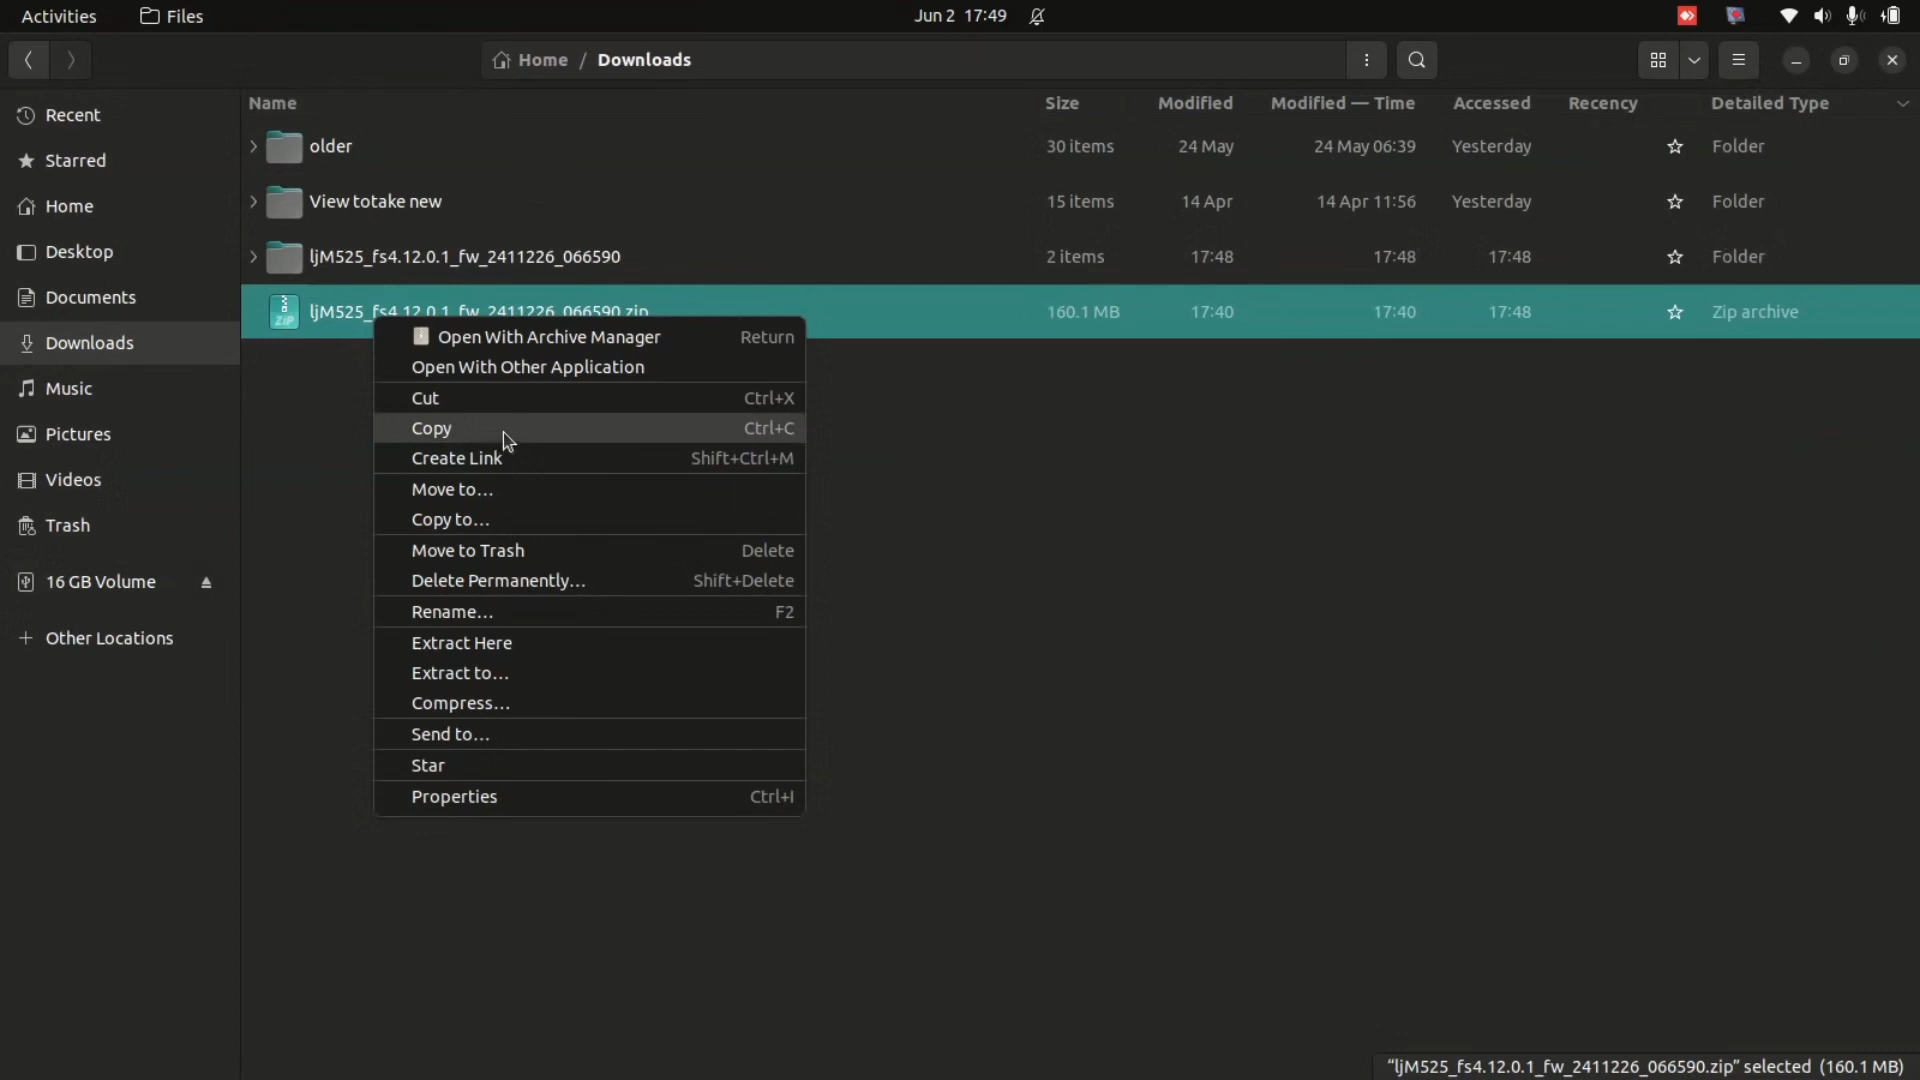 Activities Files Jun 2 17:49
Home / Downloads
Name Size Modified Modified — Time Accessed Recency Detailed Type
Recent
Starred
Home
Desktop
Documents
Downloads
Music
Pictures
Videos
Trash
16 GB Volume
Other Locations
older 30 items 24 May 24 May 06:39 Yesterday Folder
View totake new 15 items 14 Apr 14 Apr 11:56 Yesterday Folder
ljM525_fs4.12.0.1_fw_2411226_066590 2 items 17:48 17:48 17:48 Folder
ZIP ljM525_fs4.12.0.1_fw_2411226_066590.zip 160.1 MB 17:40 17:40 17:48 Zip archive
Open With Archive Manager Return
Open With Other Application
Cut Ctrl+X
Copy Ctrl+C
Create Link Shift+Ctrl+M
Move to…
Copy to…
Move to Trash Delete
Delete Permanently… Shift+Delete
Rename… F2
Extract Here
Extract to…
Compress…
Send to…
Star
Properties Ctrl+I
“ljM525_fs4.12.0.1_fw_2411226_066590.zip” selected (160.1 MB)